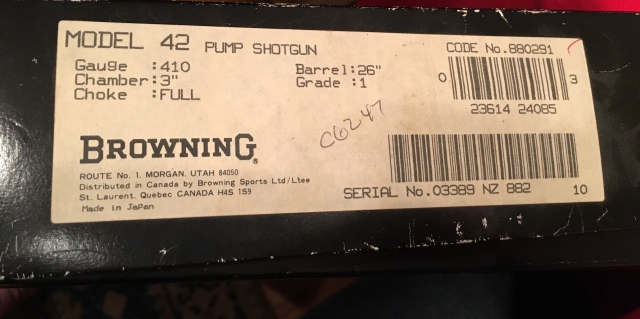 MODEL 42 PUMP SHOTGUN
CODE No. 880291
Gauge :410
Barrel:26"
Chamber:3"
Grade :1
Choke :FULL
0 3
23614 24085
C6247
BROWNING®
ROUTE No. 1, MORGAN, UTAH 84050
Distributed in Canada by Browning Sports Ltd/Ltee
St. Laurent, Quebec CANADA H4S 1S9
Made in Japan
SERIAL No. 03389 NZ 882 10